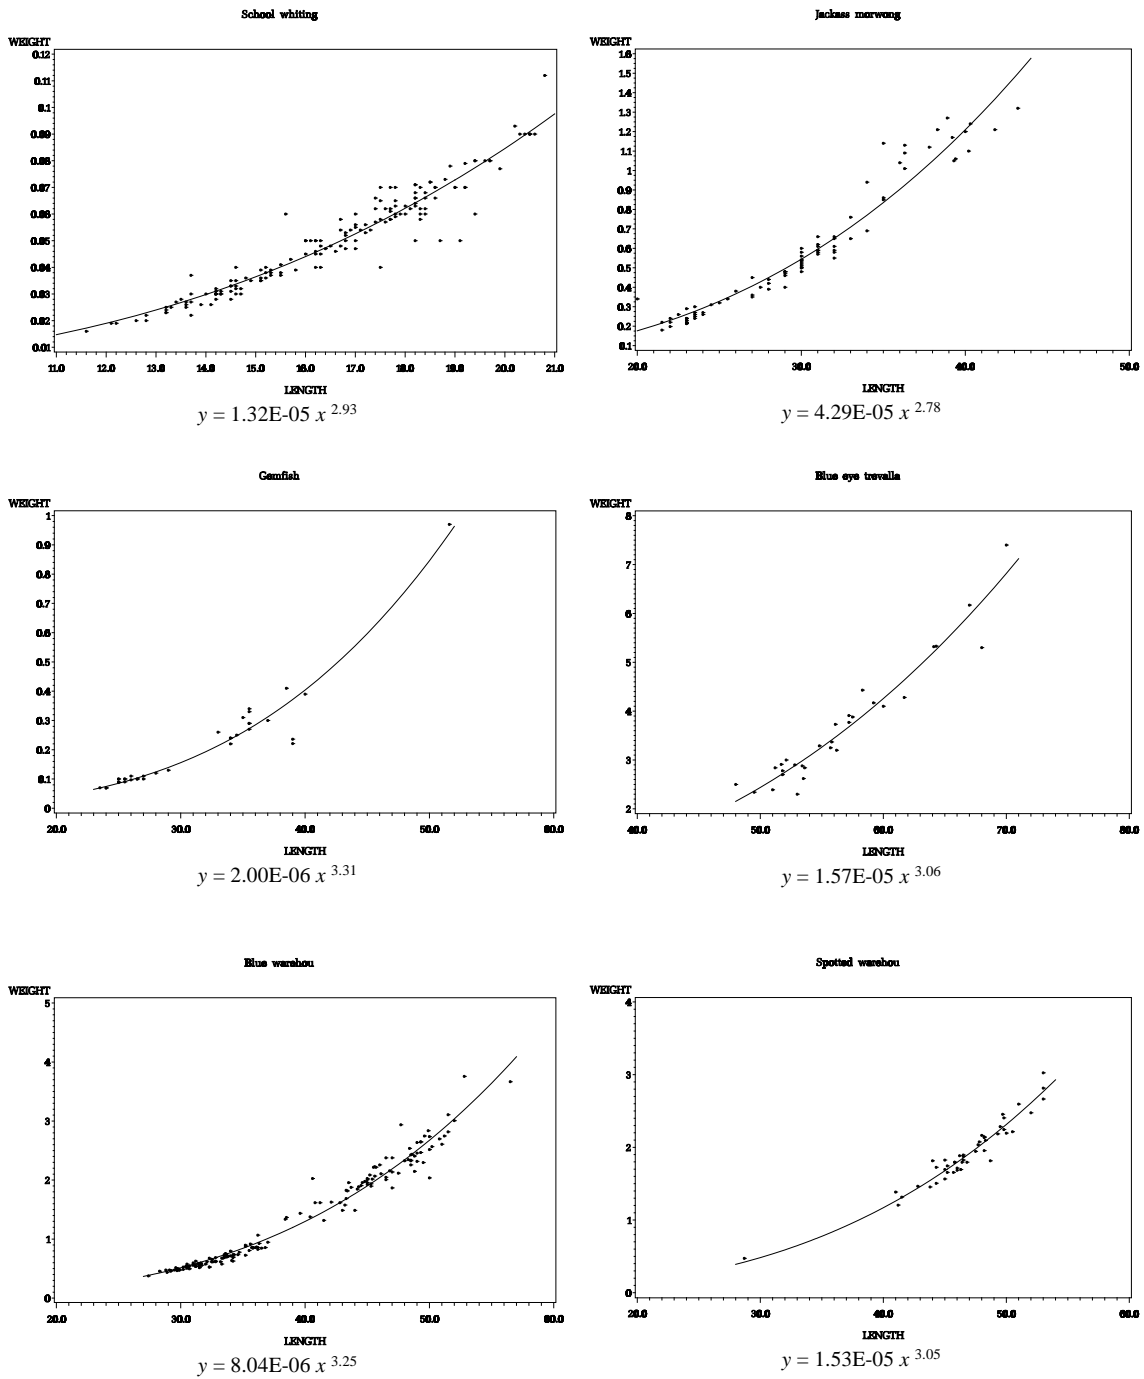 School whiting
WEIGHT
0.12
0.11
0.1
0.09
0.08
0.07
0.06
0.05
0.04
0.03
0.02
0.01
11.0 12.0 13.0 14.0 15.0 16.0 17.0 18.0 19.0 20.0 21.0
LENGTH
y = 1.32E-05 x 2.93
Jackass morwong
WEIGHT
1.6
1.5
1.4
1.3
1.2
1.1
1
0.9
0.8
0.7
0.6
0.5
0.4
0.3
0.2
0.1
20.0 30.0 40.0 50.0
LENGTH
y = 4.29E-05 x 2.78
Gemfish
WEIGHT
1
0.9
0.8
0.7
0.6
0.5
0.4
0.3
0.2
0.1
0
20.0 30.0 40.0 50.0 60.0
LENGTH
y = 2.00E-06 x 3.31
Blue eye trevalla
WEIGHT
8
7
6
5
4
3
2
40.0 50.0 60.0 70.0 80.0
LENGTH
y = 1.57E-05 x 3.06
Blue warehou
WEIGHT
5
4
3
2
1
0
20.0 30.0 40.0 50.0 60.0
LENGTH
y = 8.04E-06 x 3.25
Spotted warehou
WEIGHT
4
3
2
1
0
20.0 30.0 40.0 50.0 60.0
LENGTH
y = 1.53E-05 x 3.05